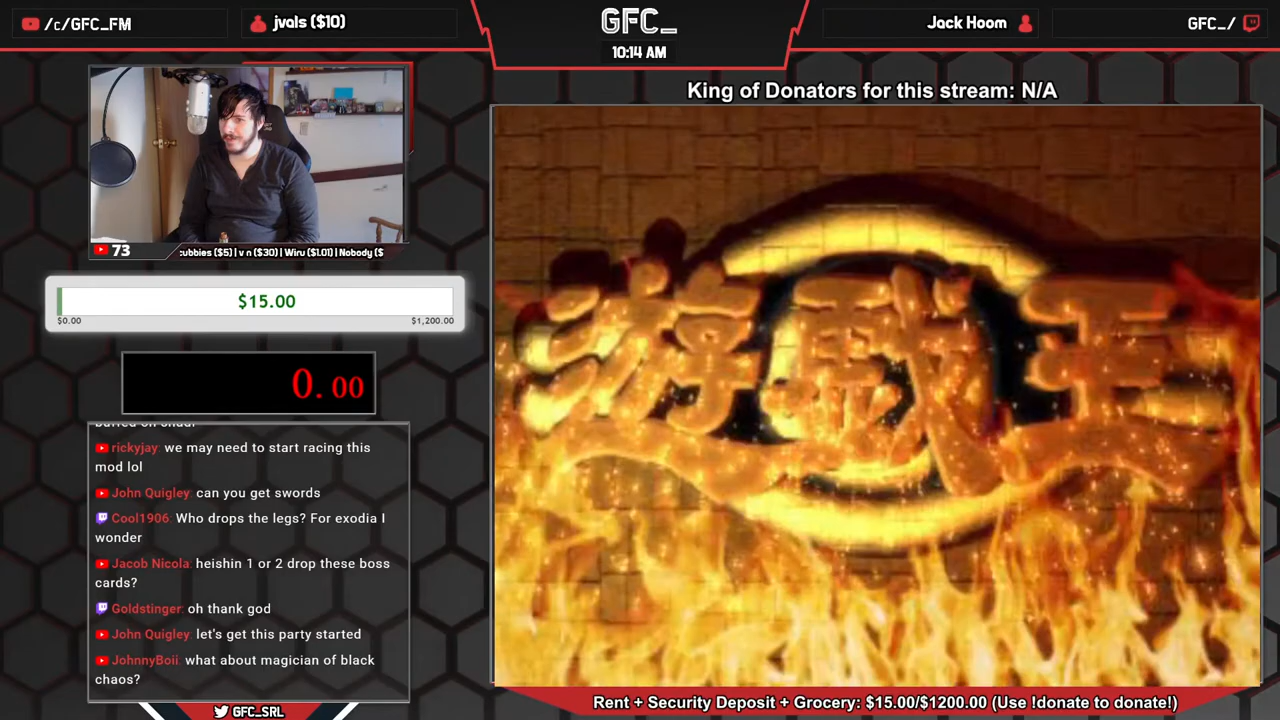 /c/GFC_FM
jvals ($10)
GFC_
10:14 AM
Jack Hoom
GFC_/
King of Donators for this stream: N/A
73
:ubbies ($5) | v n ($30) | Wiru ($1.01) | Nobody ($
$15.00
$0.00
$1,200.00
0.00
rickyjay: we may need to start racing this
mod lol
John Quigley: can you get swords
Cool1906: Who drops the legs? For exodia I
wonder
Jacob Nicola: heishin 1 or 2 drop these boss
cards?
Goldstinger: oh thank god
John Quigley: let's get this party started
JohnnyBoii: what about magician of black
chaos?
GFC_SRL
遊戯王
Rent + Security Deposit + Grocery: $15.00/$1200.00 (Use !donate to donate!)